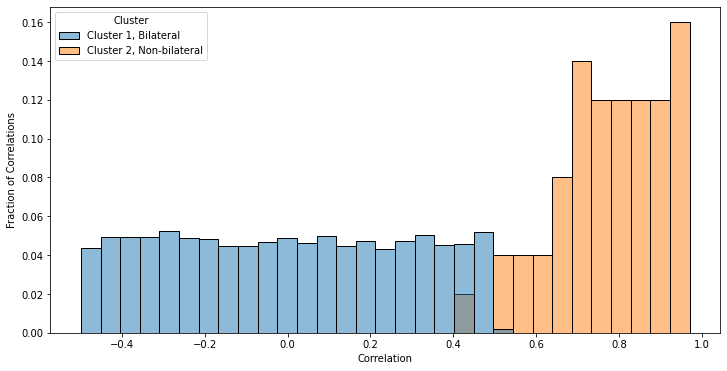 Cluster
Cluster 1, Bilateral
Cluster 2, Non-bilateral
Fraction of Correlations
0.16
0.14
0.12
0.10
0.08
0.06
0.04
0.02
0.00
−0.4 −0.2 0.0 0.2 0.4 0.6 0.8 1.0
Correlation